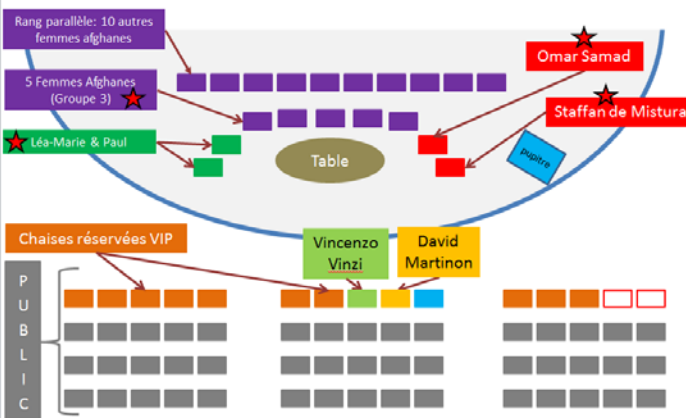 Rang parallèle: 10 autres
femmes afghanes
5 Femmes Afghanes
(Groupe 3)
Léa-Marie & Paul
Omar Samad
Staffan de Mistura
pupitre
Table
Chaises réservées VIP
Vincenzo
Vinzi
David
Martinon
P
U
B
L
I
C